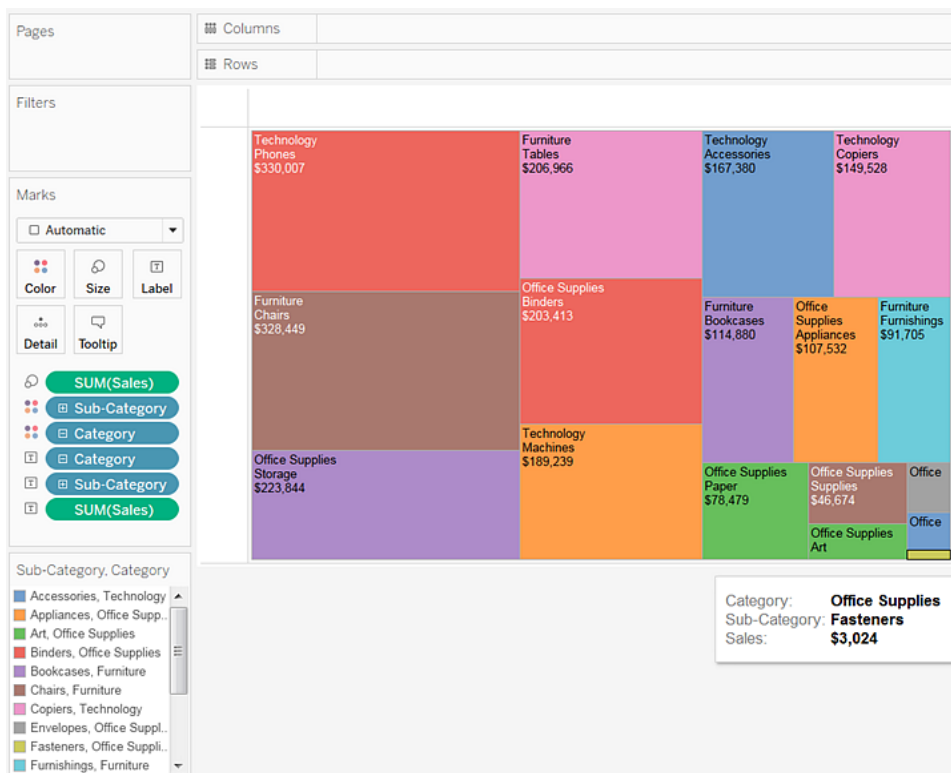 Pages
Columns
Rows
Filters
Marks
Automatic
Color
Size
Label
Detail
Tooltip
SUM(Sales)
Sub-Category
Category
Category
Sub-Category
SUM(Sales)
Sub-Category, Category
Accessories, Technology
Appliances, Office Supp..
Art, Office Supplies
Binders, Office Supplies
Bookcases, Furniture
Chairs, Furniture
Copiers, Technology
Envelopes, Office Suppl..
Fasteners, Office Suppli..
Furnishings, Furniture
Technology
Phones
$330,007
Furniture
Chairs
$328,449
Office Supplies
Storage
$223,844
Furniture
Tables
$206,966
Office Supplies
Binders
$203,413
Technology
Machines
$189,239
Technology
Accessories
$167,380
Technology
Copiers
$149,528
Furniture
Bookcases
$114,880
Office
Supplies
Appliances
$107,532
Furniture
Furnishings
$91,705
Office Supplies
Paper
$78,479
Office Supplies
Supplies
$46,674
Office Supplies
Art
Office
Office
Category: Office Supplies
Sub-Category: Fasteners
Sales: $3,024